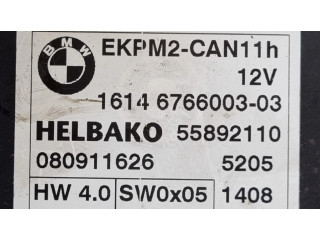 BMW
EKPM2-CAN11h
12V
1614 6766003-03
HELBAKO 55892110
080911626 5205
HW 4.0 SW0x05 1408